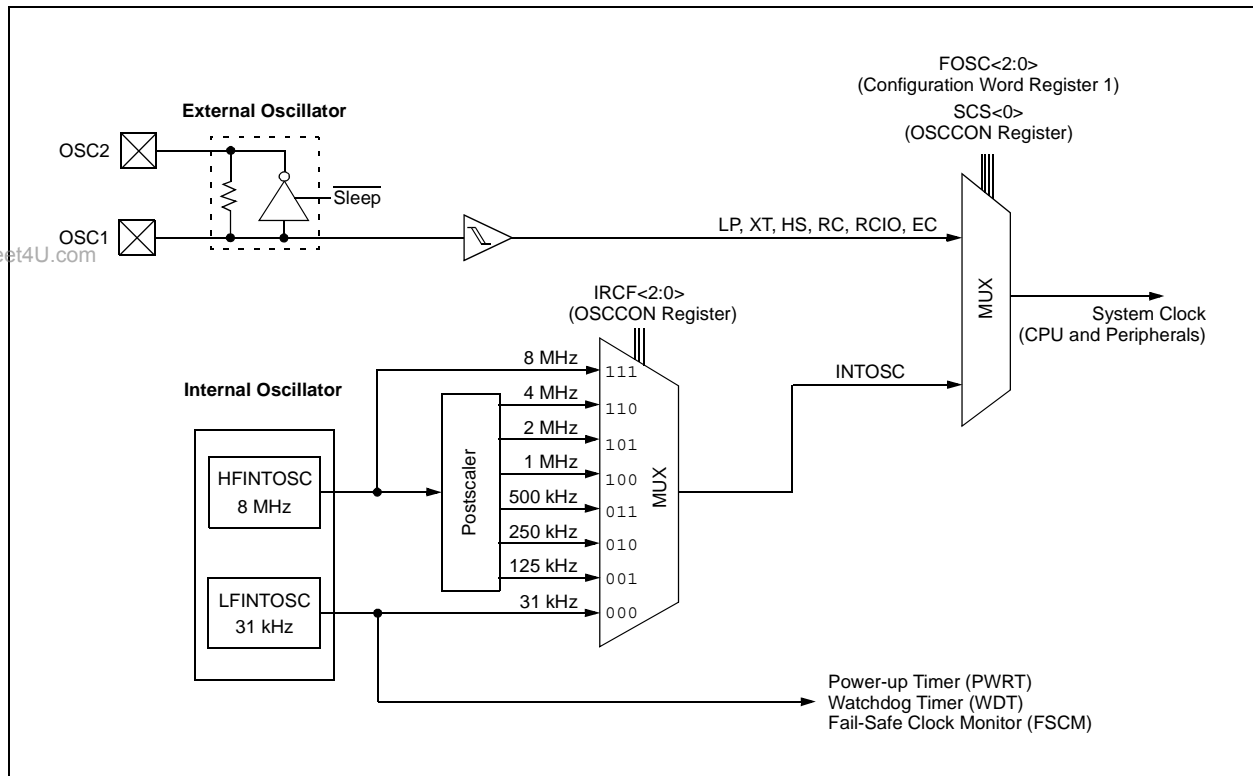 FOSC<2:0>
(Configuration Word Register 1)
SCS<0>
(OSCCON Register)
External Oscillator
OSC2
Sleep
OSC1
eet4U.com
LP, XT, HS, RC, RCIO, EC
MUX
System Clock
(CPU and Peripherals)
IRCF<2:0>
(OSCCON Register)
INTOSC
Internal Oscillator
HFINTOSC
8 MHz
LFINTOSC
31 kHz
Postscaler
8 MHz
111
4 MHz
110
2 MHz
101
1 MHz
100
500 kHz
011
250 kHz
010
125 kHz
001
31 kHz
000
MUX
Power-up Timer (PWRT)
Watchdog Timer (WDT)
Fail-Safe Clock Monitor (FSCM)